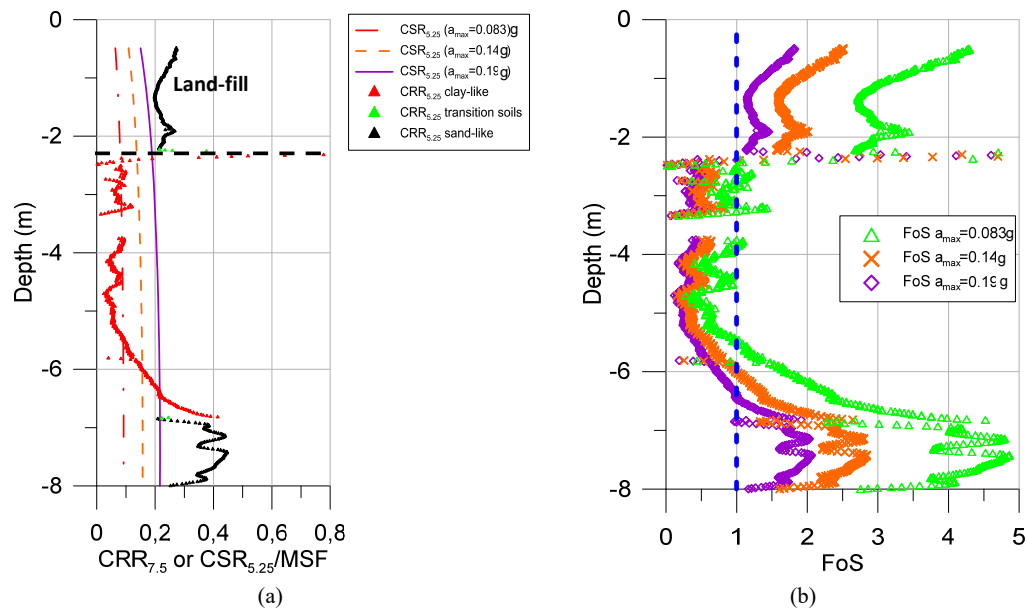 0
-2
-4
-6
-8
Depth (m)
0
0,2
0,4
0,6
0,8
CRR7.5 or CSR5.25/MSF
Land-fill
CSR5.25 (amax=0.083)g
CSR5.25 (amax=0.14g)
CSR5.25 (amax=0.19g)
CRR5.25 clay-like
CRR5.25 transition soils
CRR5.25 sand-like
(a)
0
-2
-4
-6
-8
Depth (m)
0
1
2
3
4
5
FoS
FoS amax=0.083g
FoS amax=0.14g
FoS amax=0.19g
(b)